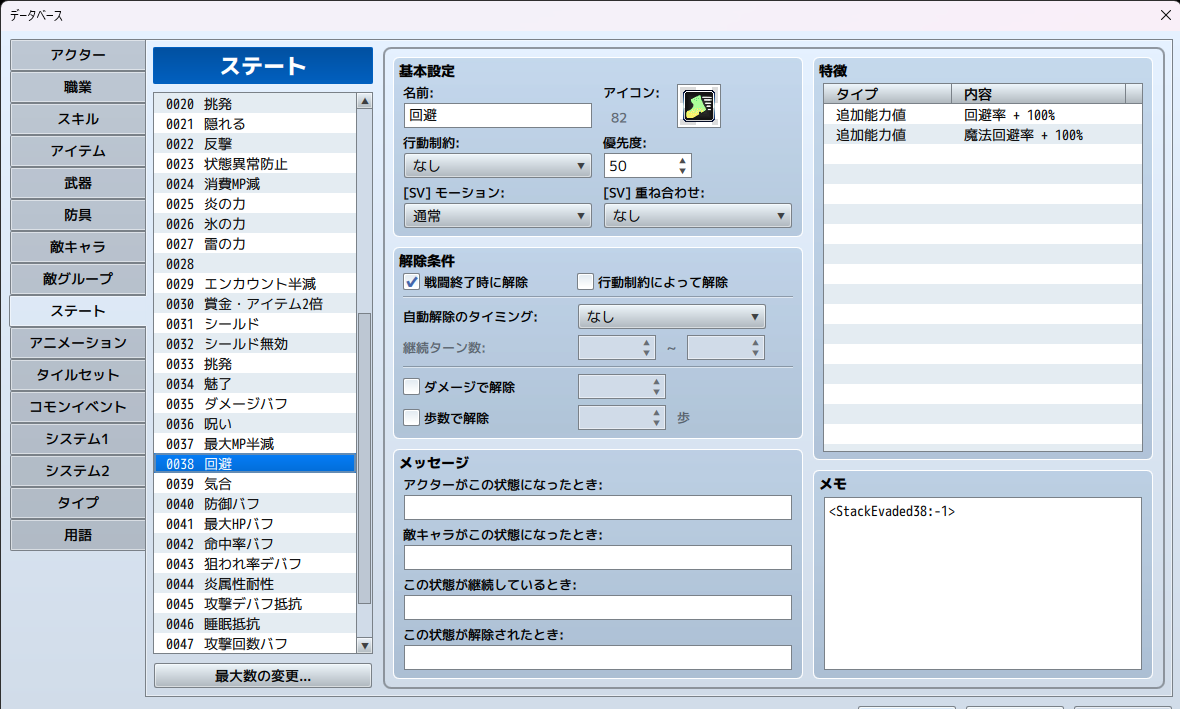 データベース
アクター
職業
スキル
アイテム
武器
防具
敵キャラ
敵グループ
ステート
アニメーション
タイルセット
コモンイベント
システム1
システム2
タイプ
用語
ステート
0020 挑発
0021 隠れる
0022 反撃
0023 状態異常防止
0024 消費MP減
0025 炎の力
0026 氷の力
0027 雷の力
0028
0029 エンカウント半減
0030 賞金・アイテム2倍
0031 シールド
0032 シールド無効
0033 挑発
0034 魅了
0035 ダメージバフ
0036 呪い
0037 最大MP半減
0038 回避
0039 気合
0040 防御バフ
0041 最大HPバフ
0042 命中率バフ
0043 狙われ率デバフ
0044 炎属性耐性
0045 攻撃デバフ抵抗
0046 睡眠抵抗
0047 攻撃回数バフ
最大数の変更...
基本設定
名前: アイコン:
回避 82
行動制約: 優先度:
なし 50
[SV] モーション: [SV] 重ね合わせ:
通常 なし
解除条件
戦闘終了時に解除 行動制約によって解除
自動解除のタイミング: なし
継続ターン数: ~
ダメージで解除
歩数で解除 歩
メッセージ
アクターがこの状態になったとき:
敵キャラがこの状態になったとき:
この状態が継続しているとき:
この状態が解除されたとき:
特徴
タイプ 内容
追加能力値 回避率 + 100%
追加能力値 魔法回避率 + 100%
メモ
<StackEvaded38:-1>